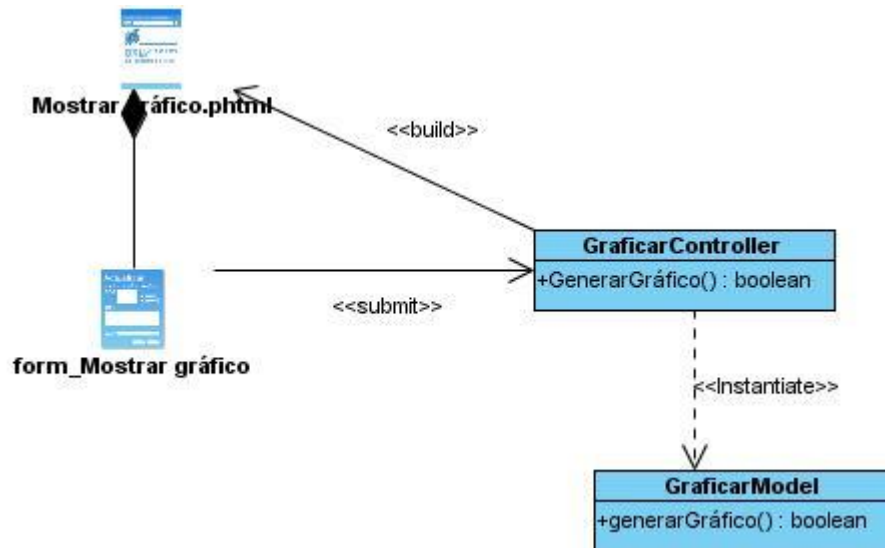 Mostrar gráfico.phtml
<<build>>
GraficarController
+GenerarGráfico() : boolean
<<submit>>
form_Mostrar gráfico
<<Instantiate>>
GraficarModel
+generarGráfico() : boolean